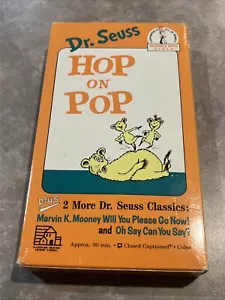 Dr. Seuss
HOP
ON
POP
plus
2 More Dr. Seuss Classics:
Marvin K. Mooney Will You Please Go Now!
and Oh Say Can You Say?
Approx. 30 min. • Closed Captioned • Color